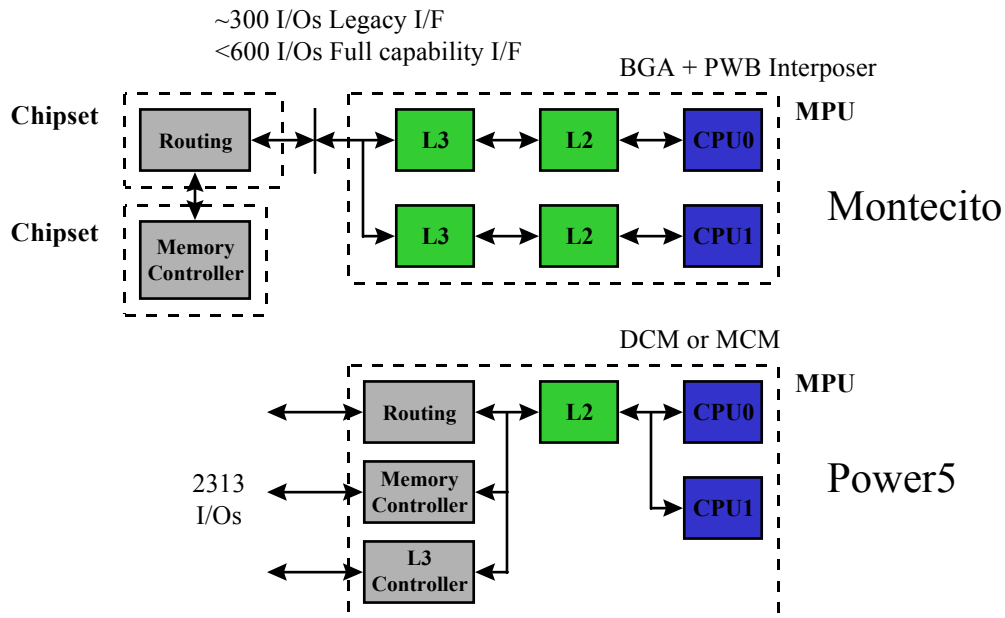 ~300 I/Os Legacy I/F
<600 I/Os Full capability I/F
BGA + PWB Interposer
Chipset
MPU
Routing
L3
L2
CPU0
Montecito
Chipset
Memory
Controller
L3
L2
CPU1
DCM or MCM
MPU
Routing
L2
CPU0
Power5
2313
I/Os
Memory
Controller
CPU1
L3
Controller